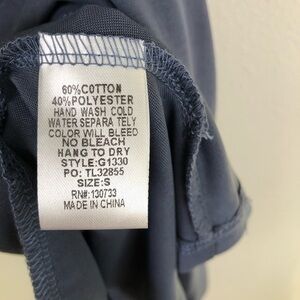 60%COTTON
40%POLYESTER
HAND WASH COLD
WATER SEPARA TELY
COLOR WILL BLEED
NO BLEACH
HANG TO DRY
STYLE:G1330
PO: TL32855
SIZE:S
RN#:130733
MADE IN CHINA